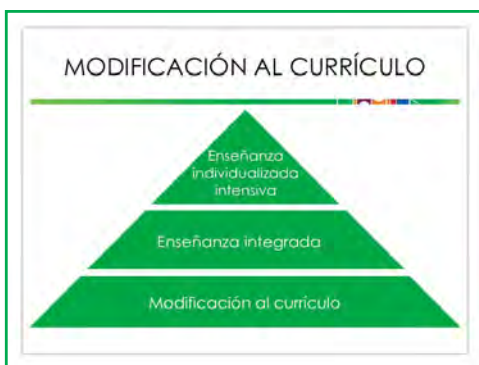 MODIFICACIÓN AL CURRÍCULO
Enseñanza
individualizada
intensiva
Enseñanza integrada
Modificación al currículo